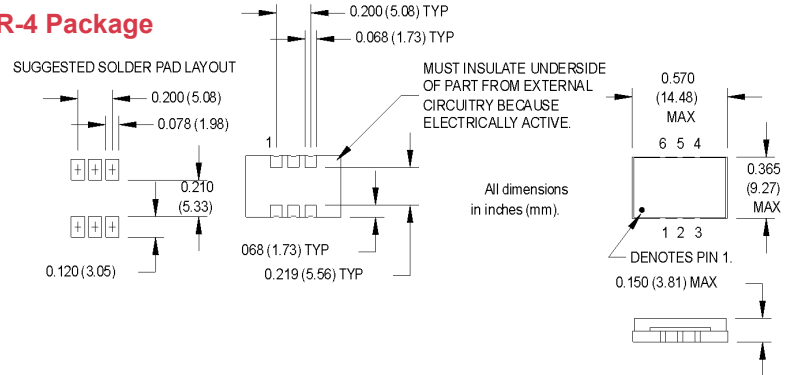 R-4 Package
0.200 (5.08) TYP
0.068 (1.73) TYP
SUGGESTED SOLDER PAD LAYOUT
0.200 (5.08)
0.078 (1.98)
0.210
(5.33)
0.120 (3.05)
1
MUST INSULATE UNDERSIDE
OF PART FROM EXTERNAL
CIRCUITRY BECAUSE
ELECTRICALLY ACTIVE.
068 (1.73) TYP
0.219 (5.56) TYP
All dimensions
in inches (mm).
0.570
(14.48)
MAX
6 5 4
0.365
(9.27)
MAX
1 2 3
DENOTES PIN 1.
0.150 (3.81) MAX